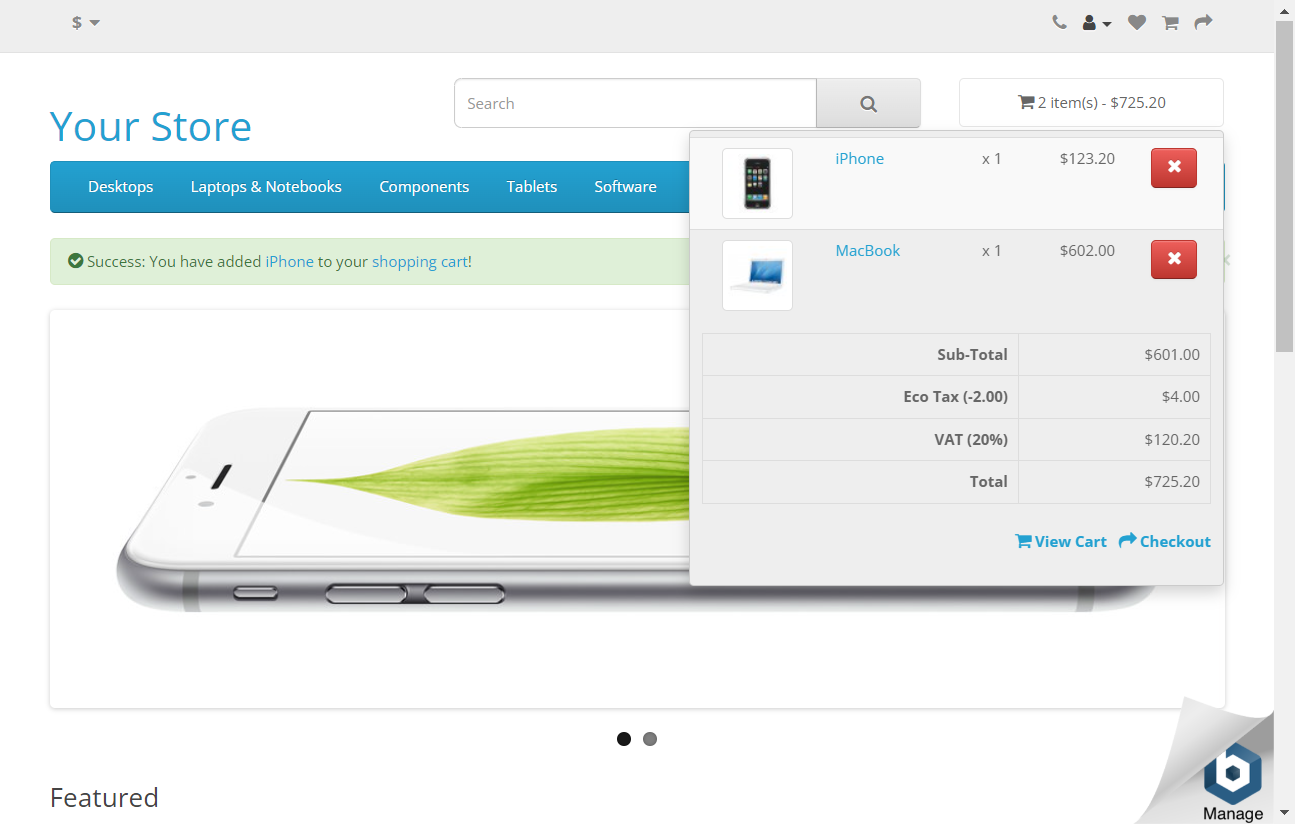 $
Search
2 item(s) - $725.20
Your Store
Desktops
Laptops & Notebooks
Components
Tablets
Software
iPhone x 1 $123.20
MacBook x 1 $602.00
Sub-Total $601.00
Eco Tax (-2.00) $4.00
VAT (20%) $120.20
Total $725.20
View Cart Checkout
Success: You have added iPhone to your shopping cart!
Featured
Manage